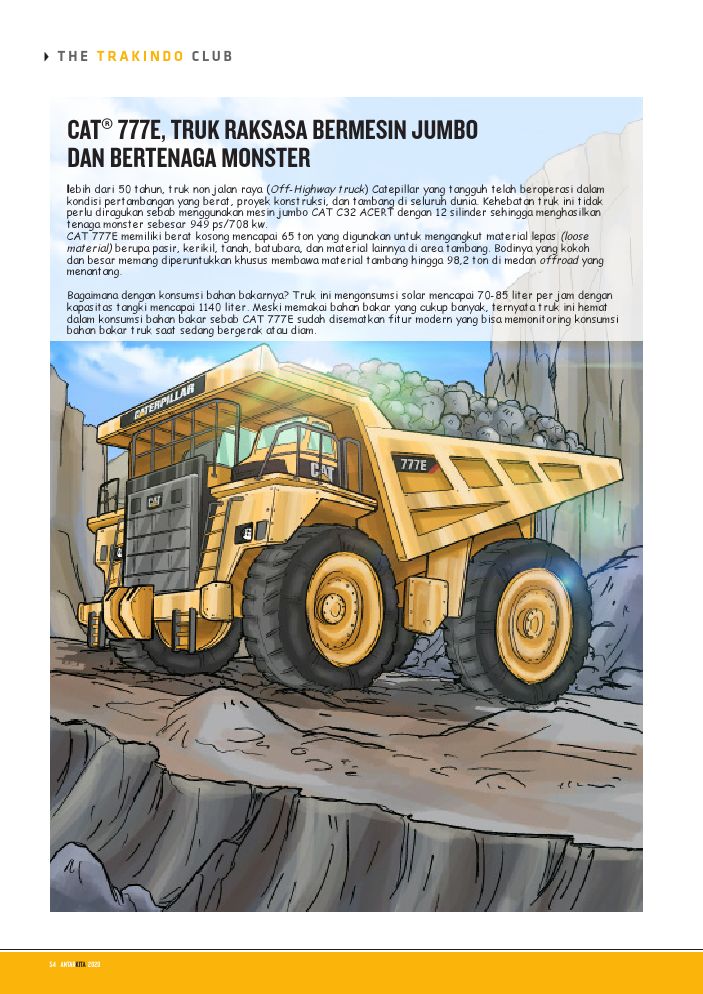 THE TRAKINDO CLUB
CAT® 777E, TRUK RAKSASA BERMESIN JUMBO
DAN BERTENAGA MONSTER
lebih dari 50 tahun, truk non jalan raya (Off-Highway truck) Catepillar yang tangguh telah beroperasi dalam
kondisi pertambangan yang berat, proyek konstruksi, dan tambang di seluruh dunia. Kehebatan truk ini tidak
perlu diragukan sebab menggunakan mesin jumbo CAT C32 ACERT dengan 12 silinder sehingga menghasilkan
tenaga monster sebesar 949 ps/708 kw.
CAT 777E memiliki berat kosong mencapai 65 ton yang digunakan untuk mengangkut material lepas (loose
material) berupa pasir, kerikil, tanah, batubara, dan material lainnya di area tambang. Bodinya yang kokoh
dan besar memang diperuntukkan khusus membawa material tambang hingga 98,2 ton di medan offroad yang
menantang.
Bagaimana dengan konsumsi bahan bakarnya? Truk ini mengonsumsi solar mencapai 70-85 liter per jam dengan
kapasitas tangki mencapai 1140 liter. Meski memakai bahan bakar yang cukup banyak, ternyata truk ini hemat
dalam konsumsi bahan bakar sebab CAT 777E sudah disematkan fitur modern yang bisa memonitoring konsumsi
bahan bakar truk saat sedang bergerak atau diam.
CATERPILLAR
777E
CAT
CAT
54 ANTARKITA 2020